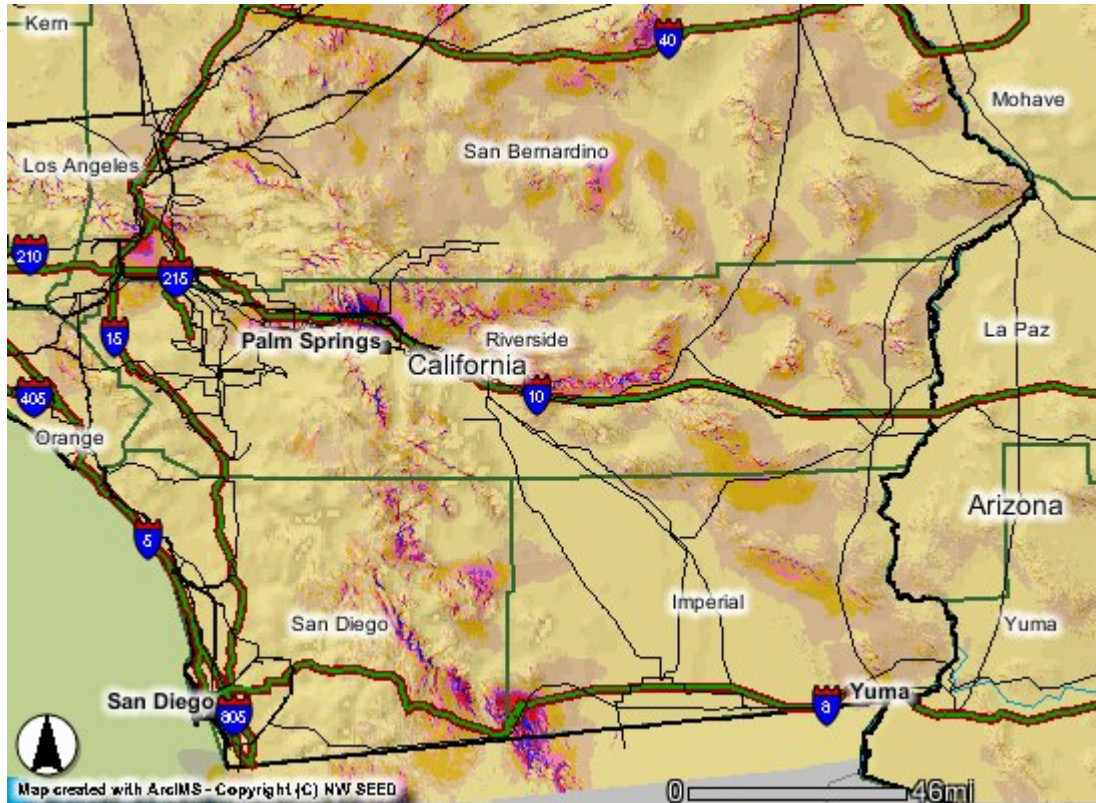 Kern
40
Mohave
San Bernardino
Los Angeles
210
215
La Paz
15
Palm Springs
Riverside
California
10
405
Orange
Arizona
5
Imperial
San Diego
Yuma
San Diego
Yuma
805
8
0 46mi
Map created with ArcIMS - Copyright (C) NW SEED